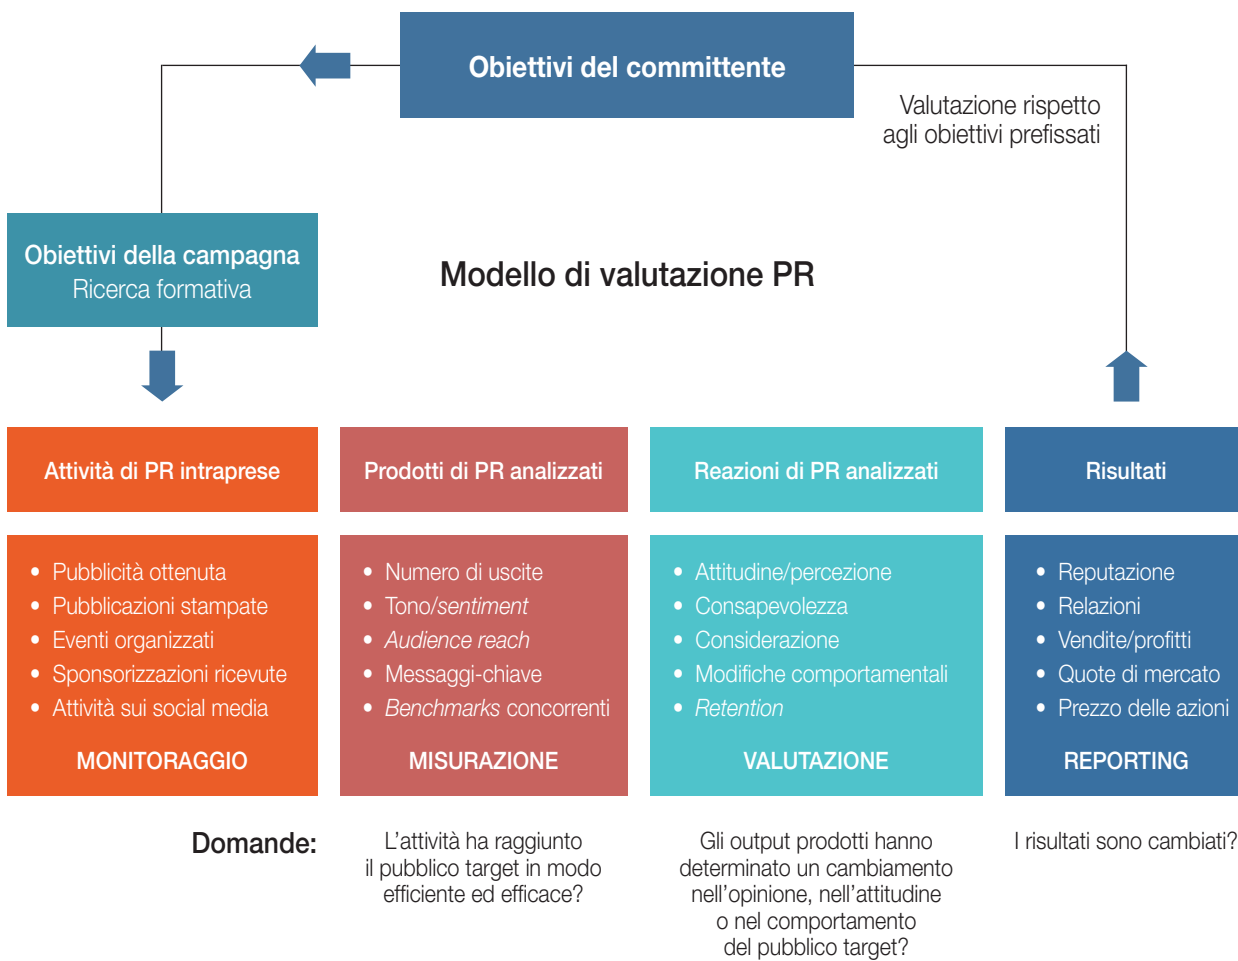 Obiettivi del committente
Valutazione rispetto
agli obiettivi prefissati
Obiettivi della campagna
Ricerca formativa
Modello di valutazione PR
Attività di PR intraprese
• Pubblicità ottenuta
• Pubblicazioni stampate
• Eventi organizzati
• Sponsorizzazioni ricevute
• Attività sui social media
MONITORAGGIO
Prodotti di PR analizzati
• Numero di uscite
• Tono/sentiment
• Audience reach
• Messaggi-chiave
• Benchmarks concorrenti
MISURAZIONE
Reazioni di PR analizzati
• Attitudine/percezione
• Consapevolezza
• Considerazione
• Modifiche comportamentali
• Retention
VALUTAZIONE
Risultati
• Reputazione
• Relazioni
• Vendite/profitti
• Quote di mercato
• Prezzo delle azioni
REPORTING
Domande:
L’attività ha raggiunto
il pubblico target in modo
efficiente ed efficace?
Gli output prodotti hanno
determinato un cambiamento
nell’opinione, nell’attitudine
o nel comportamento
del pubblico target?
I risultati sono cambiati?